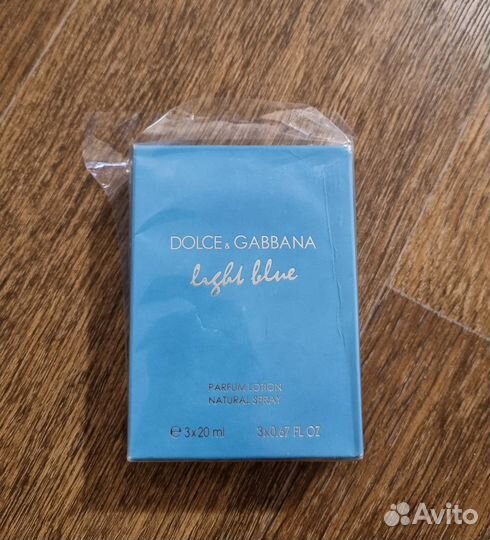 DOLCE & GABBANA
light blue
PARFUM LOTION
NATURAL SPRAY
e 3x20 ml 3x0.67 FL OZ
Avito